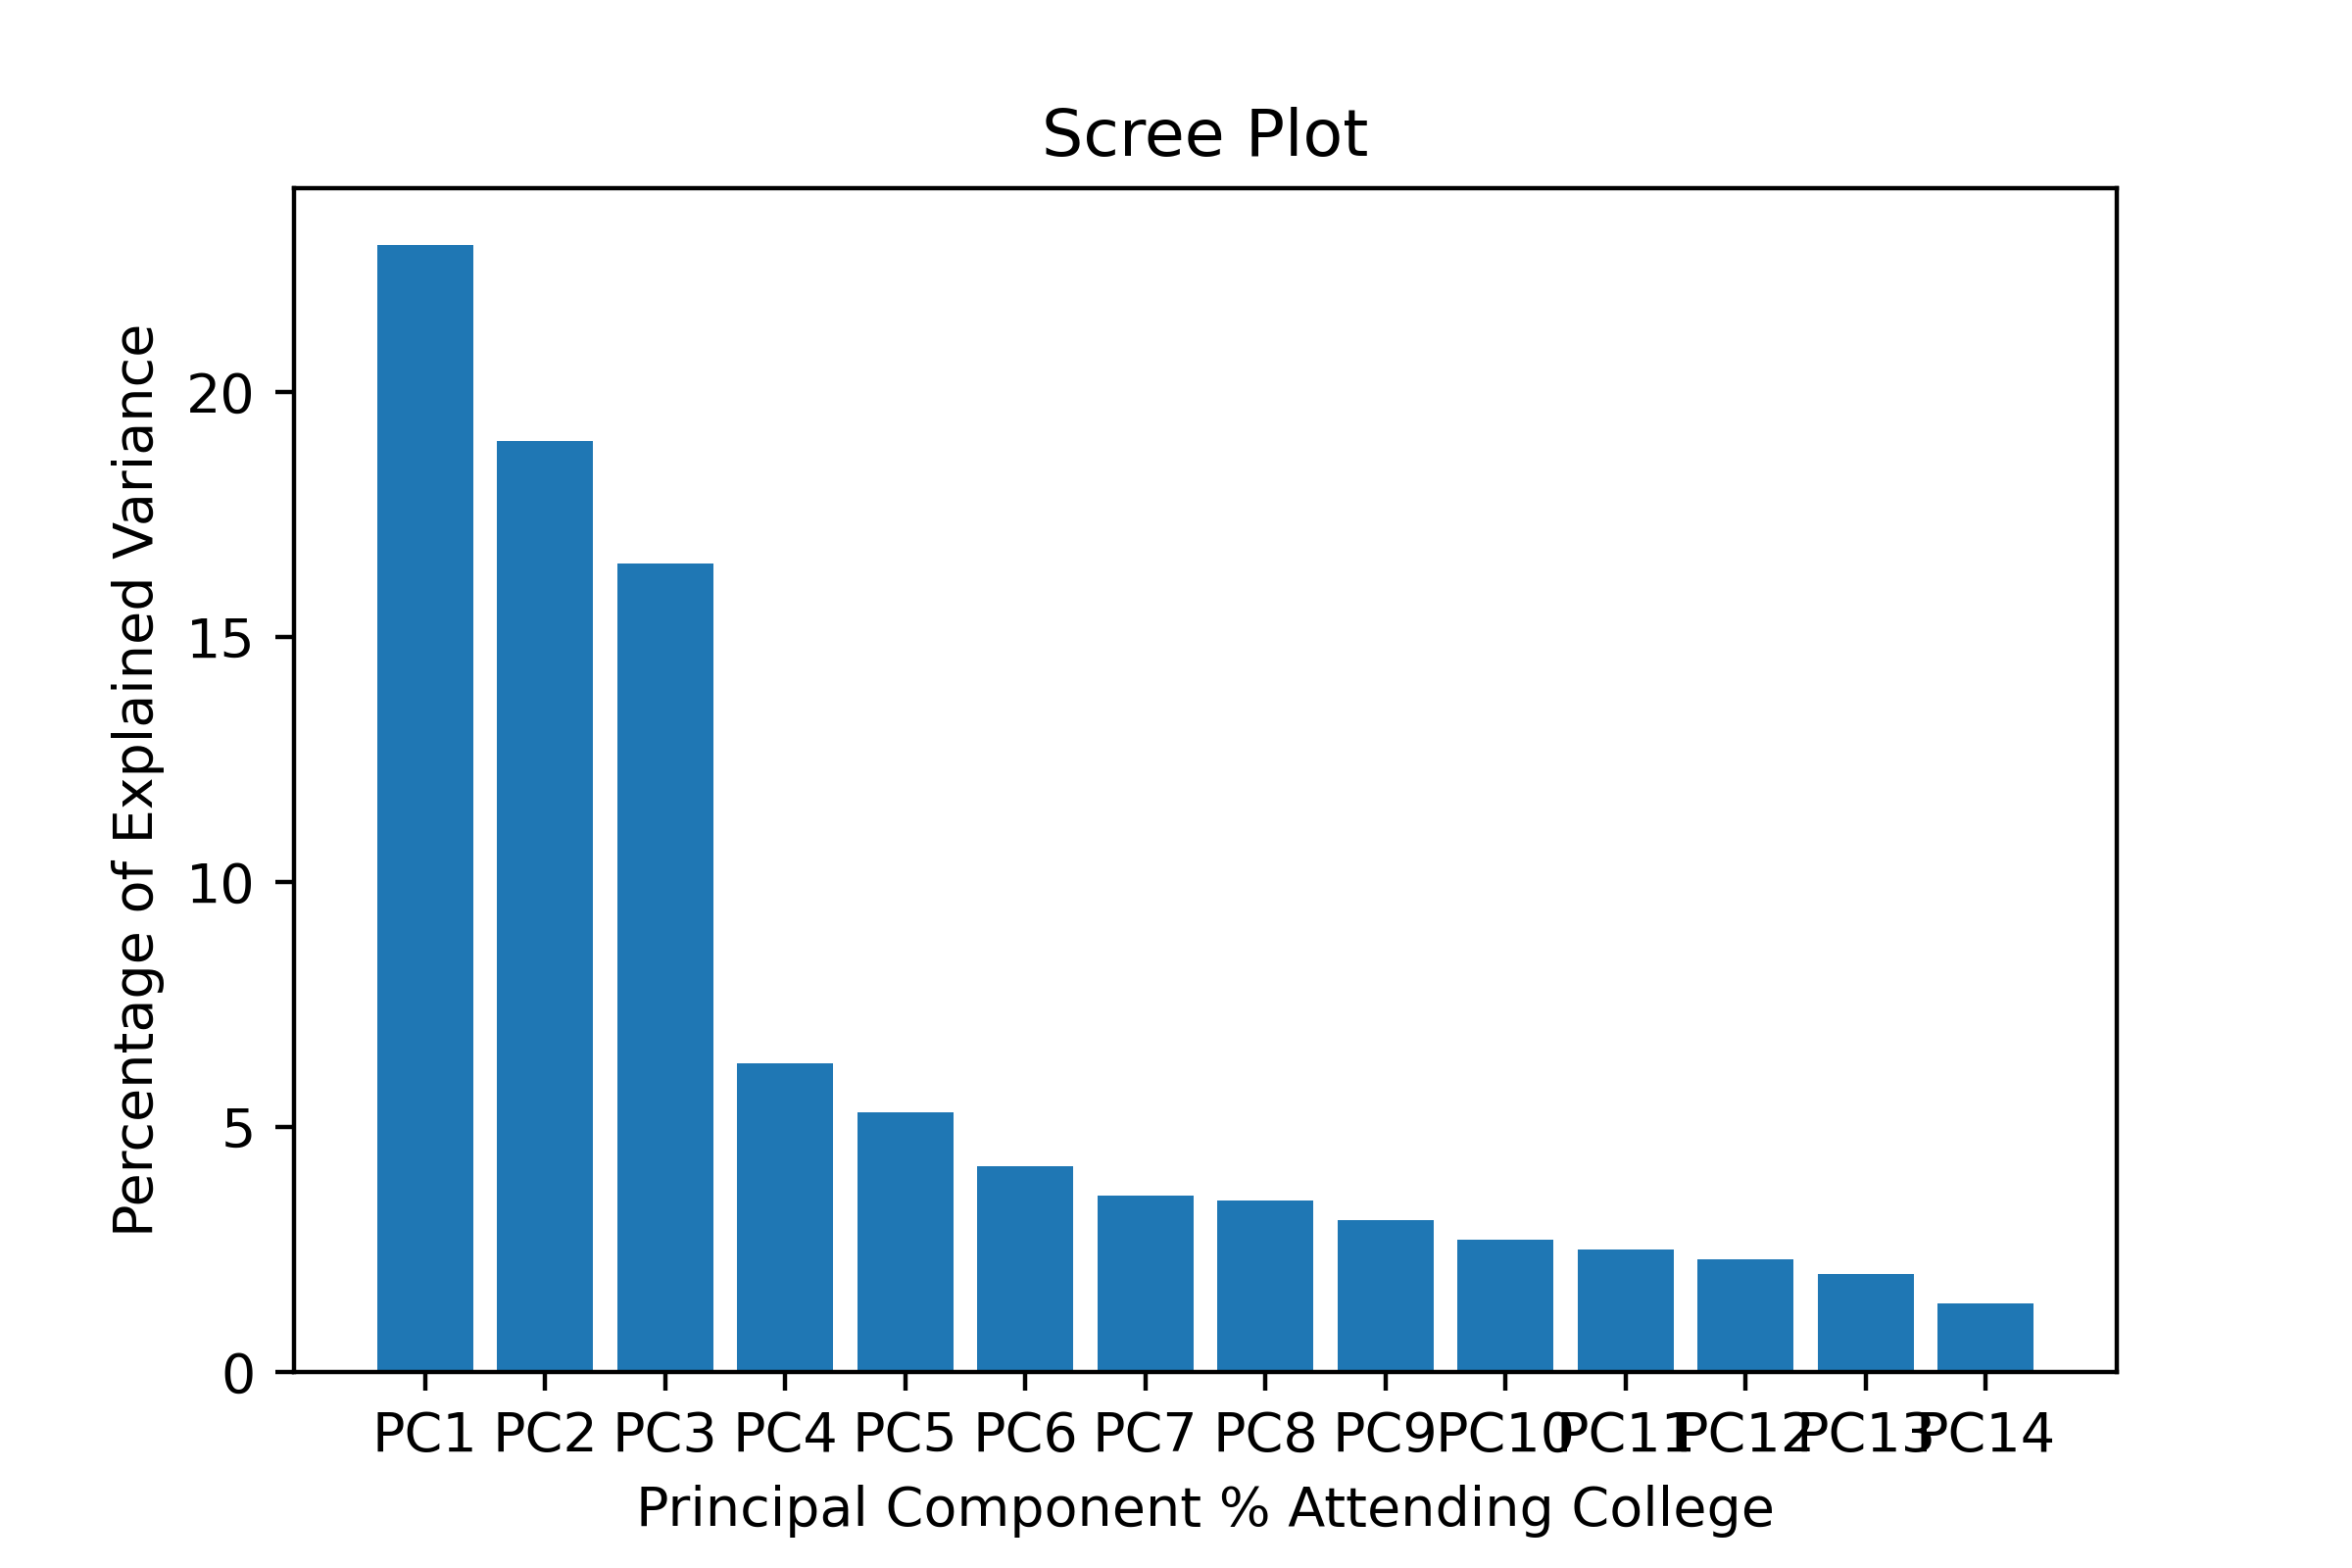 Scree Plot
Percentage of Explained Variance
20
15
10
5
0
PC1 PC2 PC3 PC4 PC5 PC6 PC7 PC8 PC9 PC10 PC11 PC12 PC13 PC14
Principal Component % Attending College